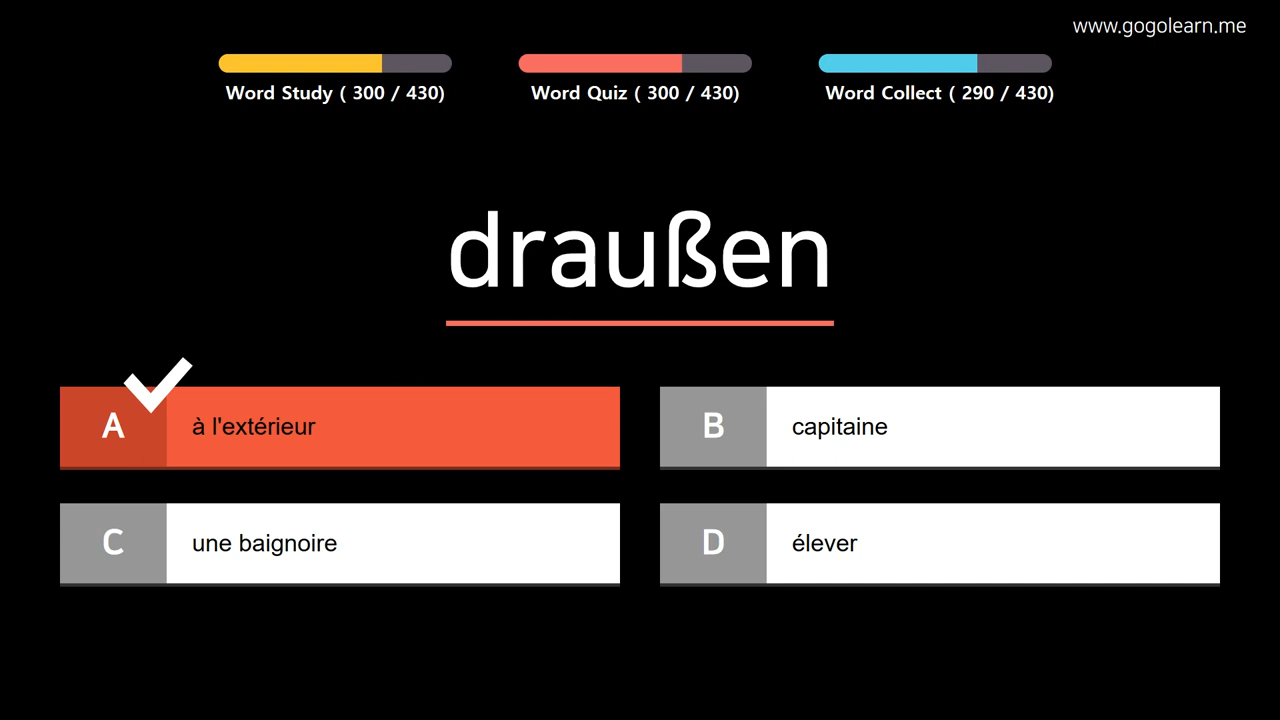 www.gogolearn.me
Word Study ( 300 / 430)
Word Quiz ( 300 / 430)
Word Collect ( 290 / 430)
draußen
A
à l'extérieur
B
capitaine
C
une baignoire
D
élever